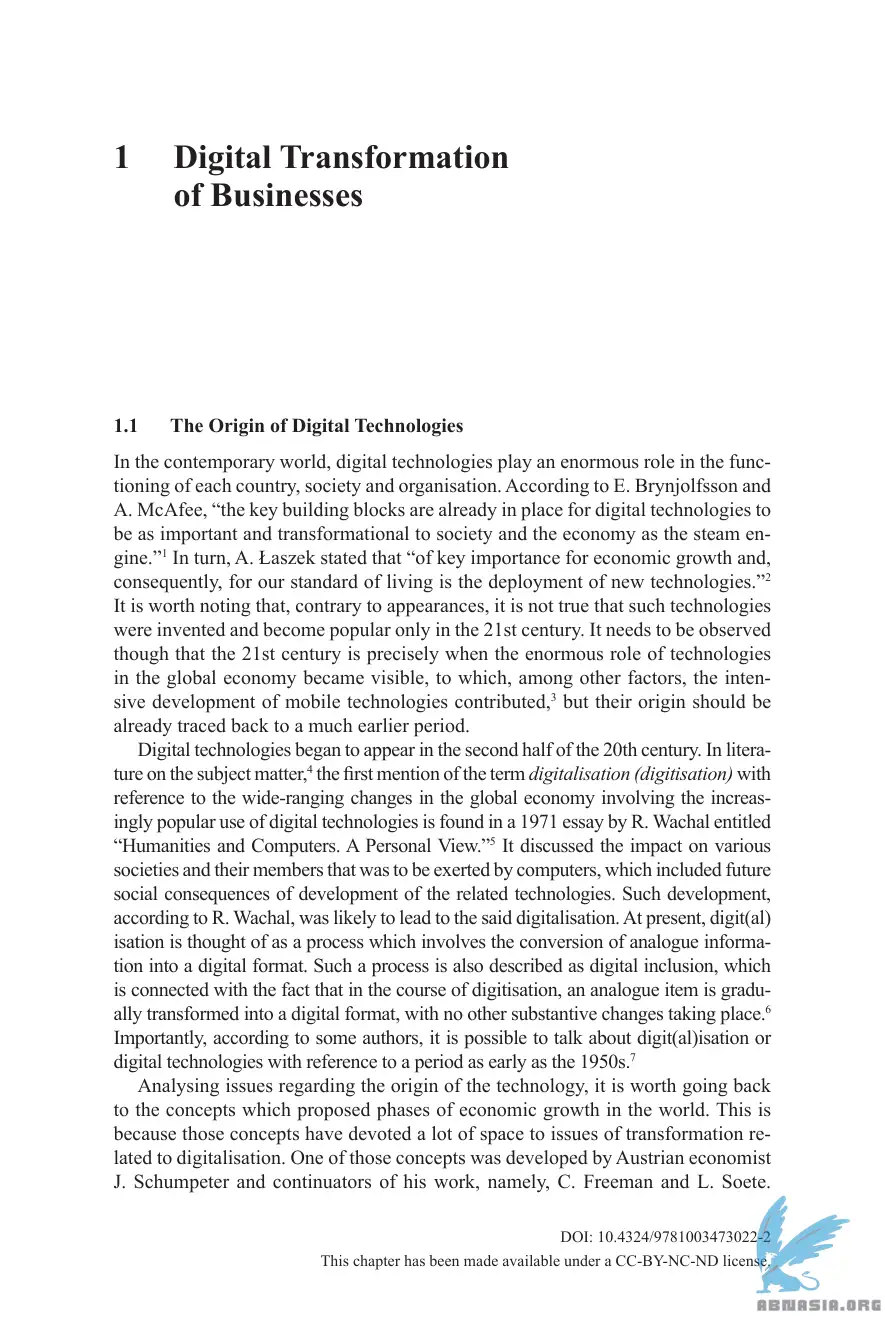 1 Digital Transformation
of Businesses
1.1 The Origin of Digital Technologies
In the contemporary world, digital technologies play an enormous role in the func-
tioning of each country, society and organisation. According to E. Brynjolfsson and
A. McAfee, “the key building blocks are already in place for digital technologies to
be as important and transformational to society and the economy as the steam en-
gine.”1 In turn, A. Łaszek stated that “of key importance for economic growth and,
consequently, for our standard of living is the deployment of new technologies.”2
It is worth noting that, contrary to appearances, it is not true that such technologies
were invented and become popular only in the 21st century. It needs to be observed
though that the 21st century is precisely when the enormous role of technologies
in the global economy became visible, to which, among other factors, the inten-
sive development of mobile technologies contributed,3 but their origin should be
already traced back to a much earlier period.
Digital technologies began to appear in the second half of the 20th century. In litera-
ture on the subject matter,4 the first mention of the term digitalisation (digitisation) with
reference to the wide-ranging changes in the global economy involving the increas-
ingly popular use of digital technologies is found in a 1971 essay by R. Wachal entitled
“Humanities and Computers. A Personal View.”5 It discussed the impact on various
societies and their members that was to be exerted by computers, which included future
social consequences of development of the related technologies. Such development,
according to R. Wachal, was likely to lead to the said digitalisation. At present, digit(al)
isation is thought of as a process which involves the conversion of analogue informa-
tion into a digital format. Such a process is also described as digital inclusion, which
is connected with the fact that in the course of digitisation, an analogue item is gradu-
ally transformed into a digital format, with no other substantive changes taking place.6
Importantly, according to some authors, it is possible to talk about digit(al)isation or
digital technologies with reference to a period as early as the 1950s.7
Analysing issues regarding the origin of the technology, it is worth going back
to the concepts which proposed phases of economic growth in the world. This is
because those concepts have devoted a lot of space to issues of transformation re-
lated to digitalisation. One of those concepts was developed by Austrian economist
J. Schumpeter and continuators of his work, namely, C. Freeman and L. Soete.
DOI: 10.4324/9781003473022-2
This chapter has been made available under a CC-BY-NC-ND license.
ABNASIA.ORG